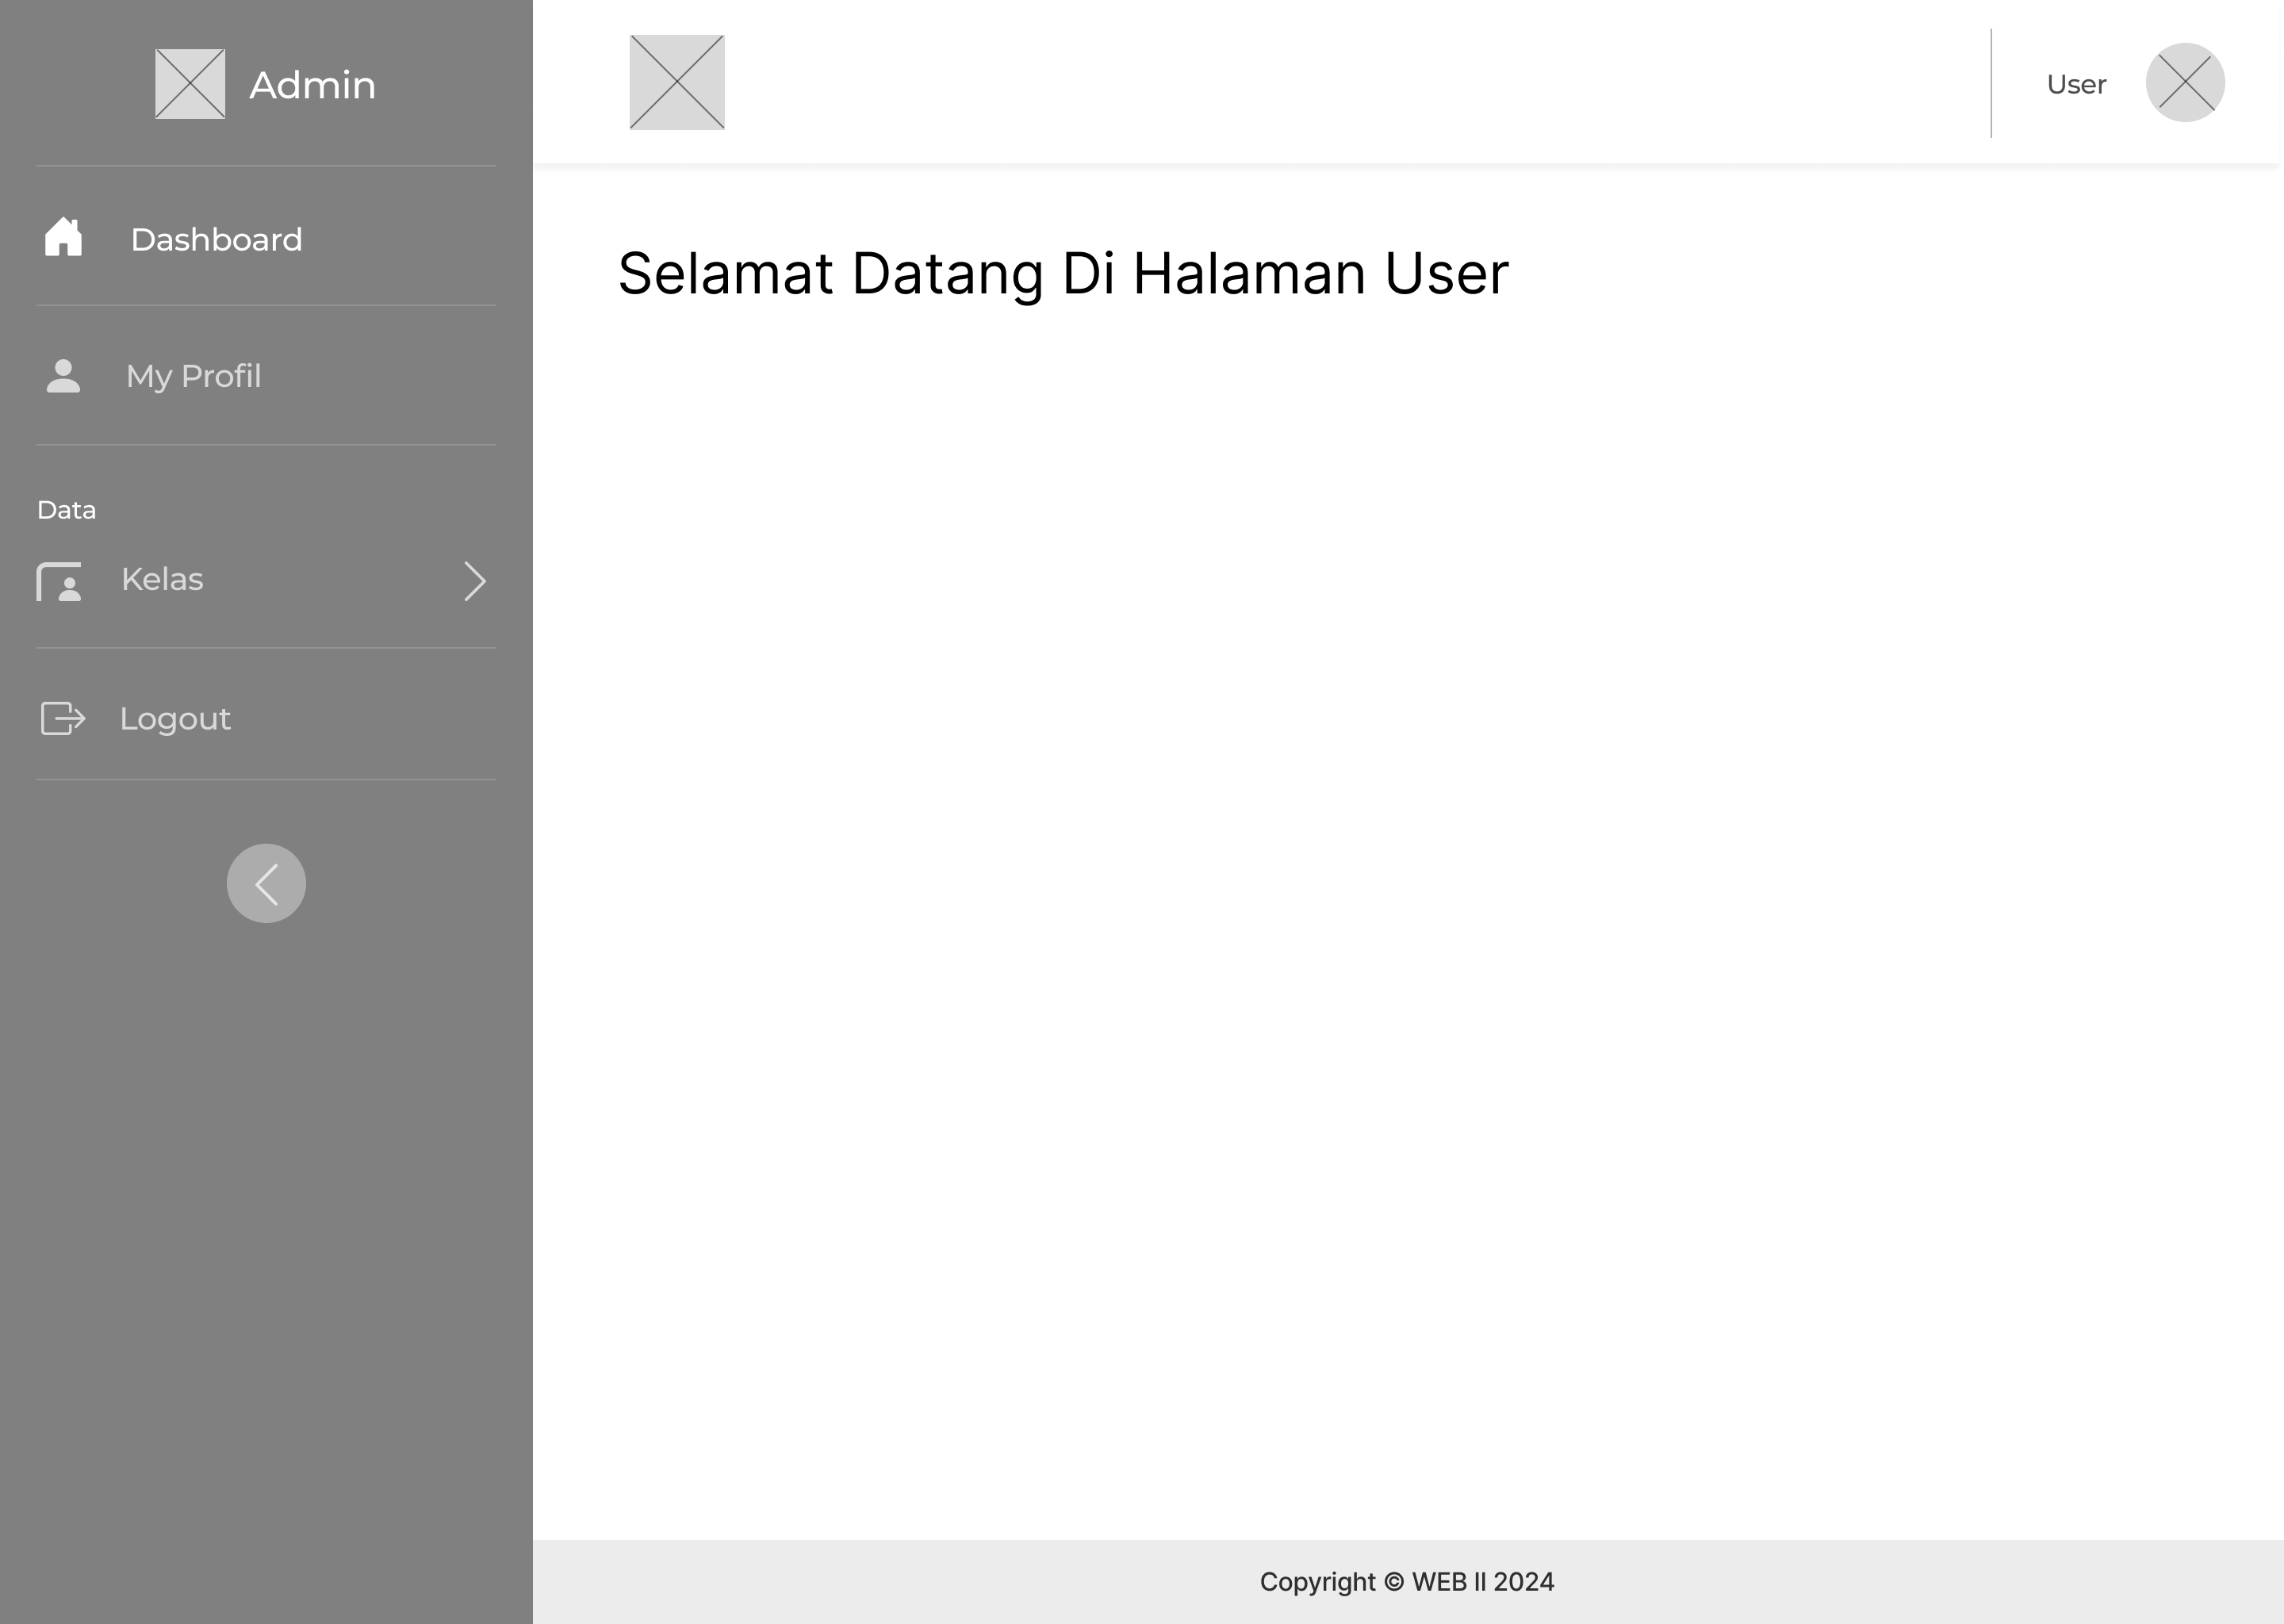 Admin
Dashboard
My Profil
Data
Kelas
Logout
User
Selamat Datang Di Halaman User
Copyright © WEB II 2024